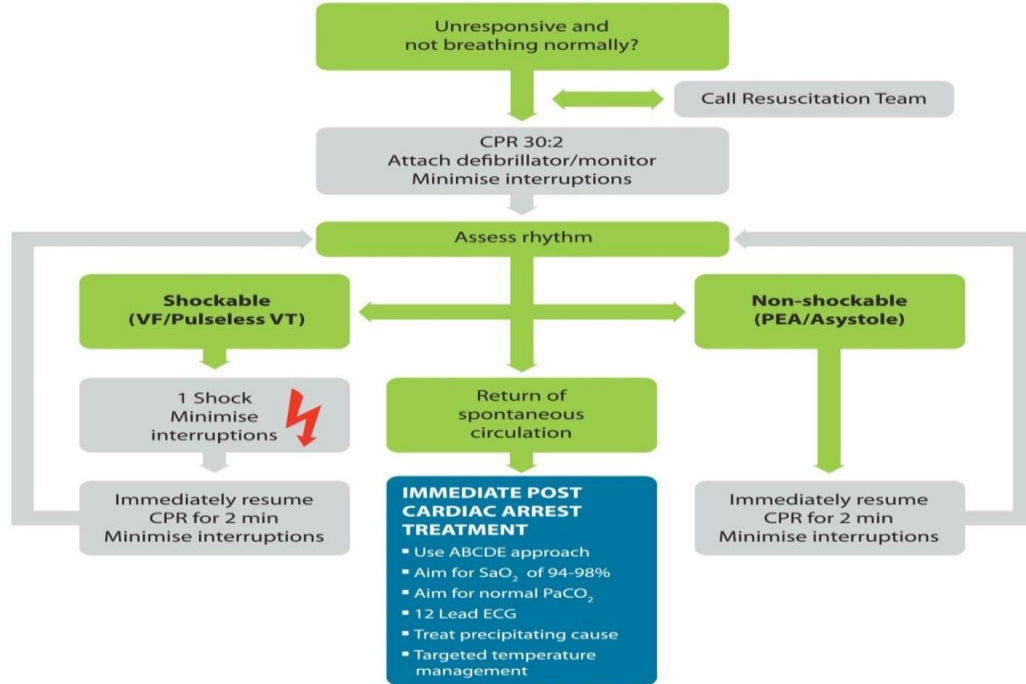 Unresponsive and
not breathing normally?
Call Resuscitation Team
CPR 30:2
Attach defibrillator/monitor
Minimise interruptions
Assess rhythm
Shockable
(VF/Pulseless VT)
Non-shockable
(PEA/Asystole)
1 Shock
Minimise
interruptions
Return of
spontaneous
circulation
Immediately resume
CPR for 2 min
Minimise interruptions
IMMEDIATE POST
CARDIAC ARREST
TREATMENT
▪ Use ABCDE approach
▪ Aim for SaO₂ of 94-98%
▪ Aim for normal PaCO₂
▪ 12 Lead ECG
▪ Treat precipitating cause
▪ Targeted temperature
management
Immediately resume
CPR for 2 min
Minimise interruptions